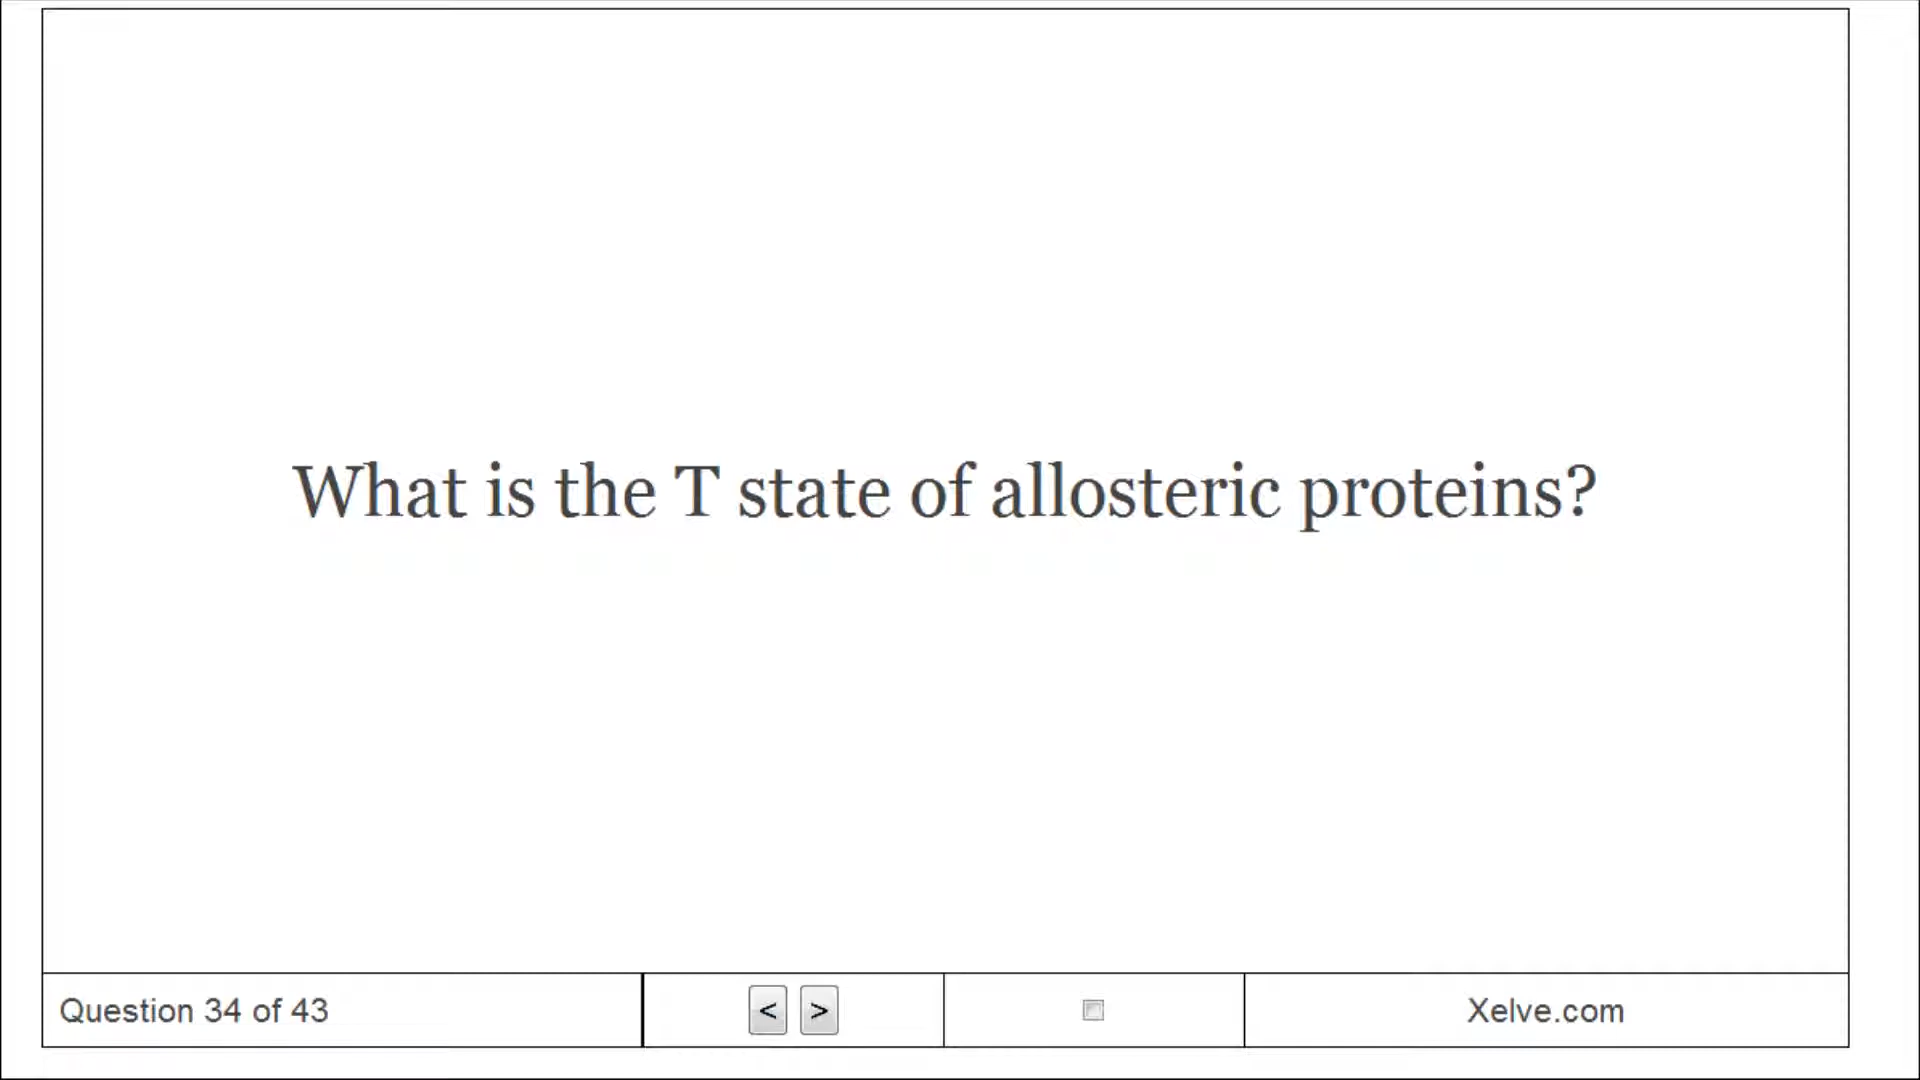 What is the T state of allosteric proteins?
Question 34 of 43
< >
Xelve.com